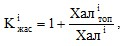 К^i_жас = 1 + Хал^i_топ / Хал^i ,